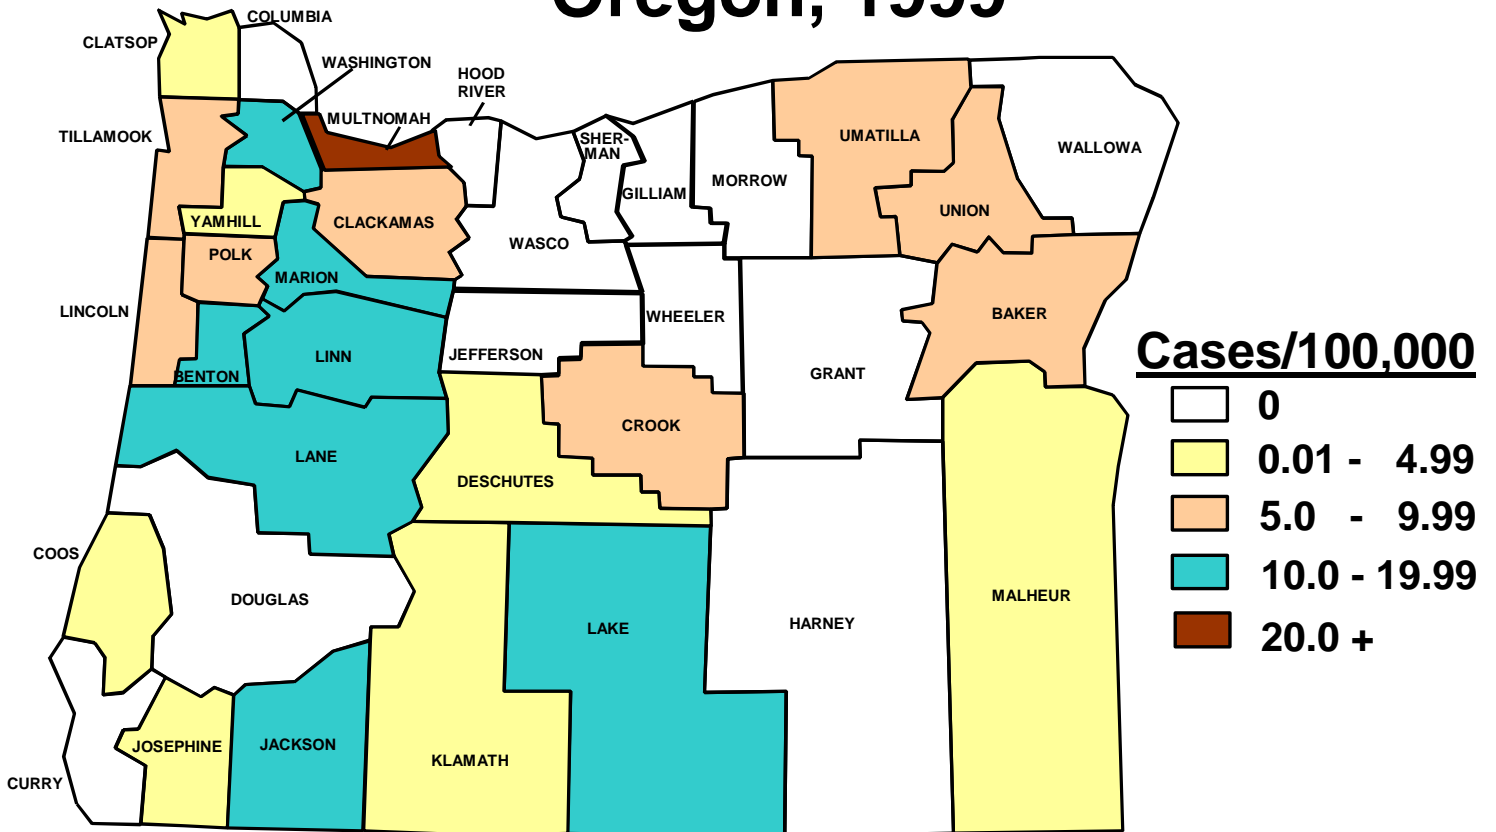 Oregon, 1999
COLUMBIA
CLATSOP
WASHINGTON
HOOD
RIVER
MULTNOMAH
TILLAMOOK
SHER-
MAN
UMATILLA
WALLOWA
GILLIAM
MORROW
YAMHILL
CLACKAMAS
UNION
WASCO
POLK
MARION
LINCOLN
WHEELER
BAKER
JEFFERSON
LINN
BENTON
GRANT
CROOK
LANE
DESCHUTES
COOS
DOUGLAS
LAKE
HARNEY
MALHEUR
JOSEPHINE
JACKSON
KLAMATH
CURRY
Cases/100,000
0
0.01 - 4.99
5.0 - 9.99
10.0 - 19.99
20.0 +